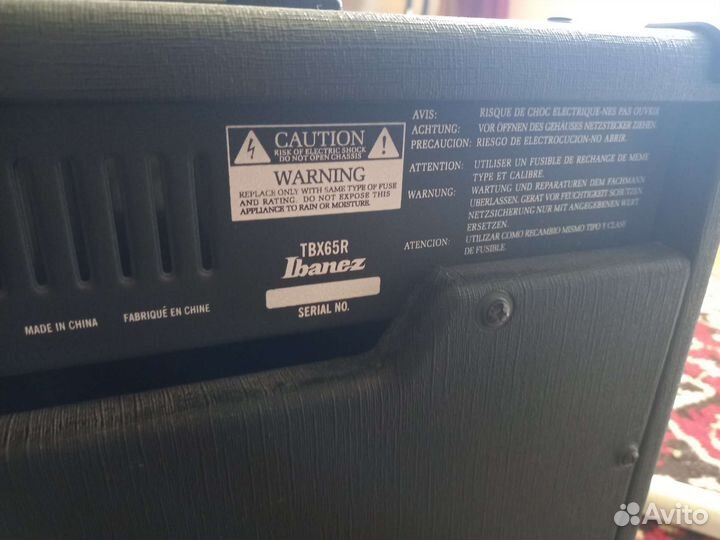 CAUTION
RISK OF ELECTRIC SHOCK
DO NOT OPEN CHASSIS
WARNING
REPLACE ONLY WITH SAME TYPE OF FUSE
AND RATING. DO NOT EXPOSE THIS
APPLIANCE TO RAIN OR MOISTURE.
AVIS: RISQUE DE CHOC ELECTRIQUE-NES PAS OUVRIR
ACHTUNG: VOR ÖFFNEN DES GEHÄUSES NETZSTECKER ZIEHEN.
PRECAUCION: RIESGO DE ELECTROCUCION-NO ABRIR.
ATTENTION: UTILISER UN FUSIBLE DE RECHANGE DE MEME
TYPE ET CALIBRE.
WARNUNG: WARTUNG UND REPARATUREN DEM FACHMANN
ÜBERLASSEN, GERAT VOR FEUCHTIGKEIT SCHUTZEN.
NETZSICHERUNG NUR MIT ANGEGEBENEN WERT
ERSETZEN.
ATENCION: UTILIZAR COMO RECAMBIO MISMO TIPO Y CLASE
DE FUSIBLE.
TBX65R
Ibanez
SERIAL NO.
MADE IN CHINA FABRIQUÉ EN CHINE
Avito